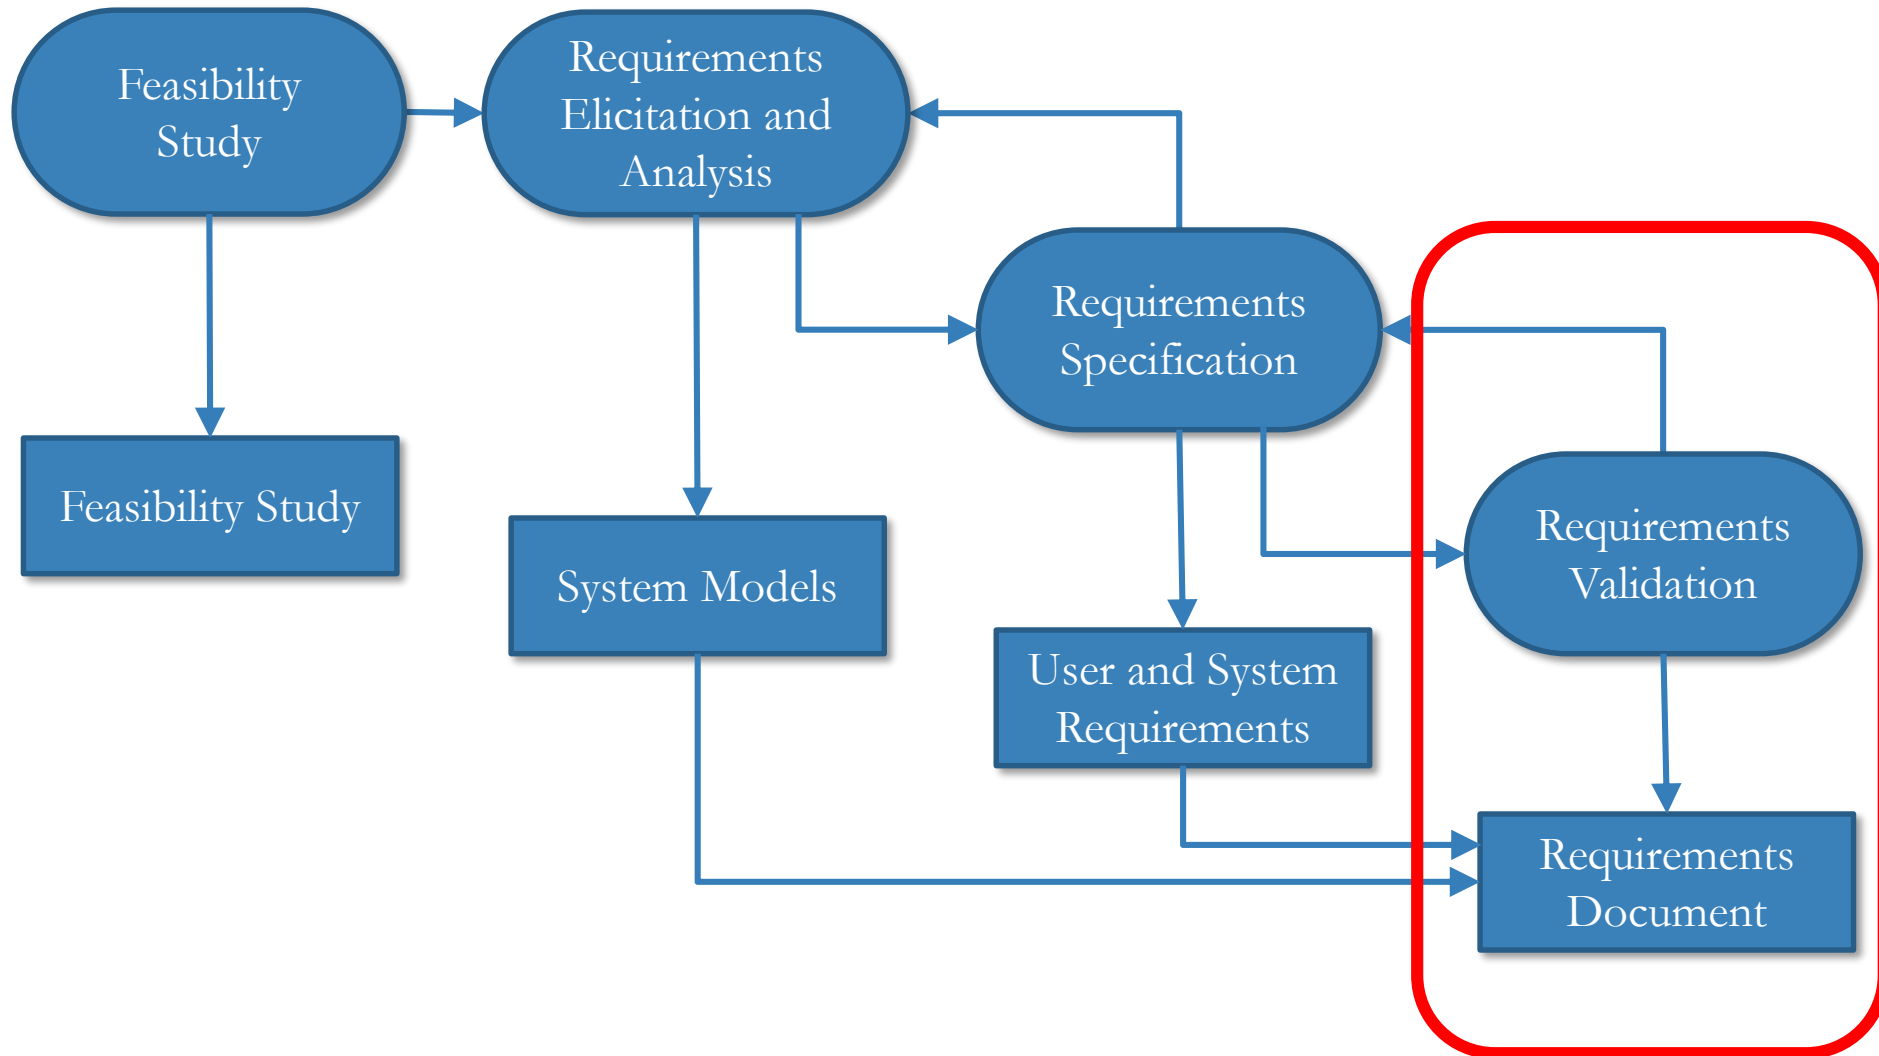 Feasibility
Study
Requirements
Elicitation and
Analysis
Requirements
Specification
Feasibility Study
Requirements
Validation
System Models
User and System
Requirements
Requirements
Document